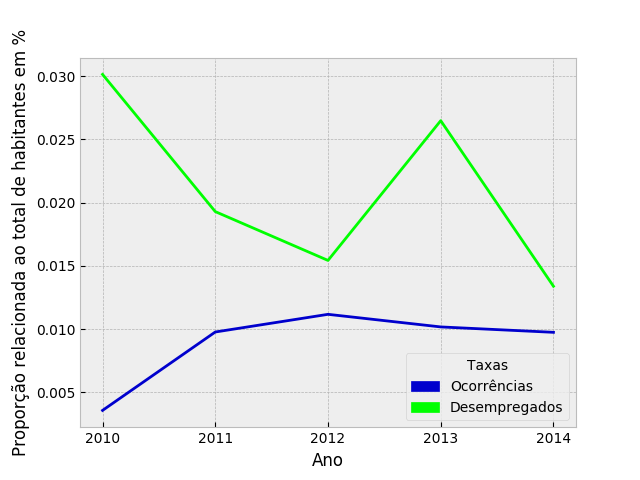 Proporção relacionada ao total de habitantes em %
0.030
0.025
0.020
0.015
0.010
0.005
2010 2011 2012 2013 2014
Ano
Taxas
Ocorrências
Desempregados